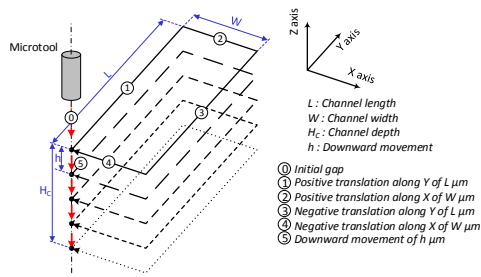 Microtool
W
L
2
1
0
3
h
5
4
H_C
Z axis
Y axis
X axis
L : Channel length
W : Channel width
H_C : Channel depth
h : Downward movement
0 Initial gap
1 Positive translation along Y of L µm
2 Positive translation along X of W µm
3 Negative translation along Y of L µm
4 Negative translation along X of W µm
5 Downward movement of h µm